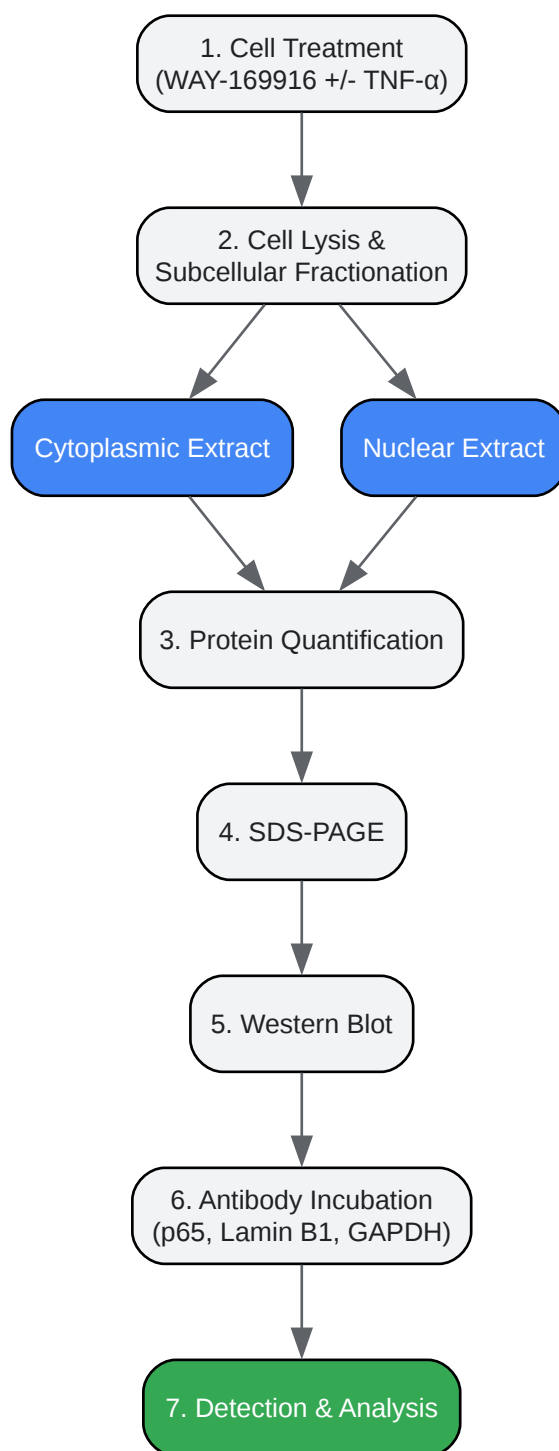 1. Cell Treatment
(WAY-169916 +/- TNF-α)
2. Cell Lysis &
Subcellular Fractionation
Cytoplasmic Extract
Nuclear Extract
3. Protein Quantification
4. SDS-PAGE
5. Western Blot
6. Antibody Incubation
(p65, Lamin B1, GAPDH)
7. Detection & Analysis